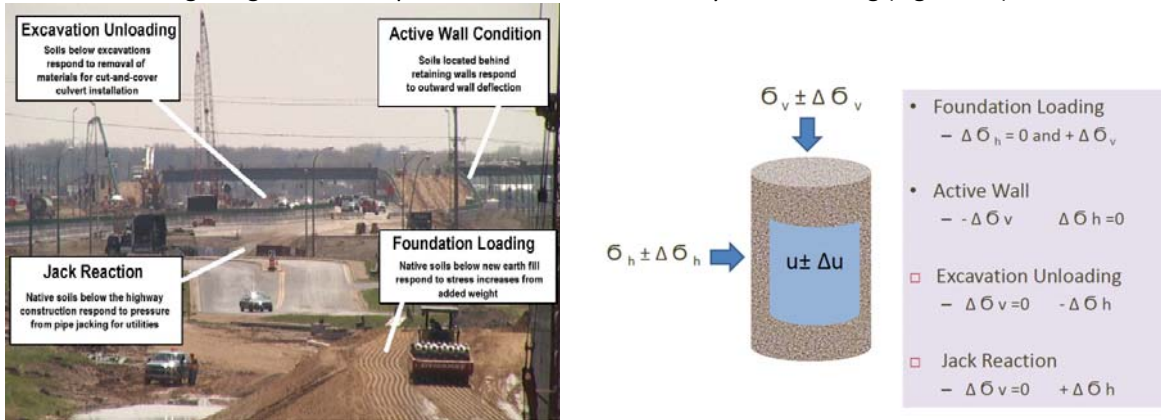 Excavation Unloading
Soils below excavations
respond to removal of
materials for cut-and-cover
culvert installation
Active Wall Condition
Soils located behind
retaining walls respond
to outward wall deflection
Jack Reaction
Native soils below the highway
construction respond to pressure
from pipe jacking for utilities
Foundation Loading
Native soils below new earth fill
respond to stress increases from
added weight
σ v ± Δ σ v
σ h ± Δ σ h
u± Δu
• Foundation Loading
– Δ σ h = 0 and + Δ σ v
• Active Wall
– - Δ σ v Δ σ h =0
□ Excavation Unloading
– Δ σ v =0 - Δ σ h
□ Jack Reaction
– Δ σ v =0 + Δ σ h